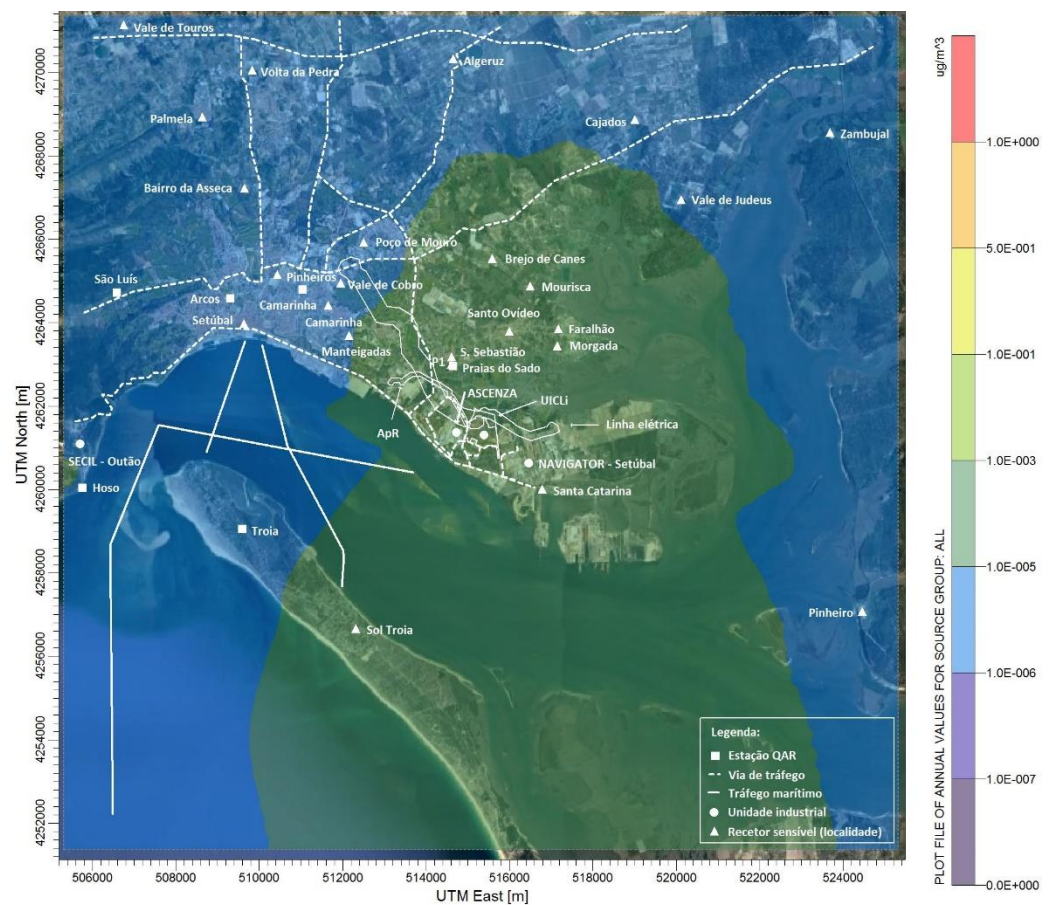 Vale de Touros
Volta da Pedra
Algeruz
Palmela
Cajados
Zambujal
Bairro da Asseca
Vale de Judeus
Poço de Mouro
Brejo de Canes
São Luís
Pinheiros
Vale de Cobro
Mourisca
Arcos
Camarinha
Santo Ovídeo
Setúbal
Camarinha
Faralhão
Manteigadas
Morgada
P1
S. Sebastião
Praias do Sado
ASCENZA
UICLi
ApR
Linha elétrica
SECIL - Outão
NAVIGATOR - Setúbal
Hoso
Santa Catarina
Troia
Pinheiro
Sol Troia
Legenda:
Estação QAR
Via de tráfego
Tráfego marítimo
Unidade industrial
Recetor sensível (localidade)
UTM North [m]
4270000
4268000
4266000
4264000
4262000
4260000
4258000
4256000
4254000
4252000
506000 508000 510000 512000 514000 516000 518000 520000 522000 524000
UTM East [m]
ug/m^3
1.0E+000
5.0E-001
1.0E-001
1.0E-003
1.0E-005
1.0E-006
1.0E-007
0.0E+000
PLOT FILE OF ANNUAL VALUES FOR SOURCE GROUP: ALL